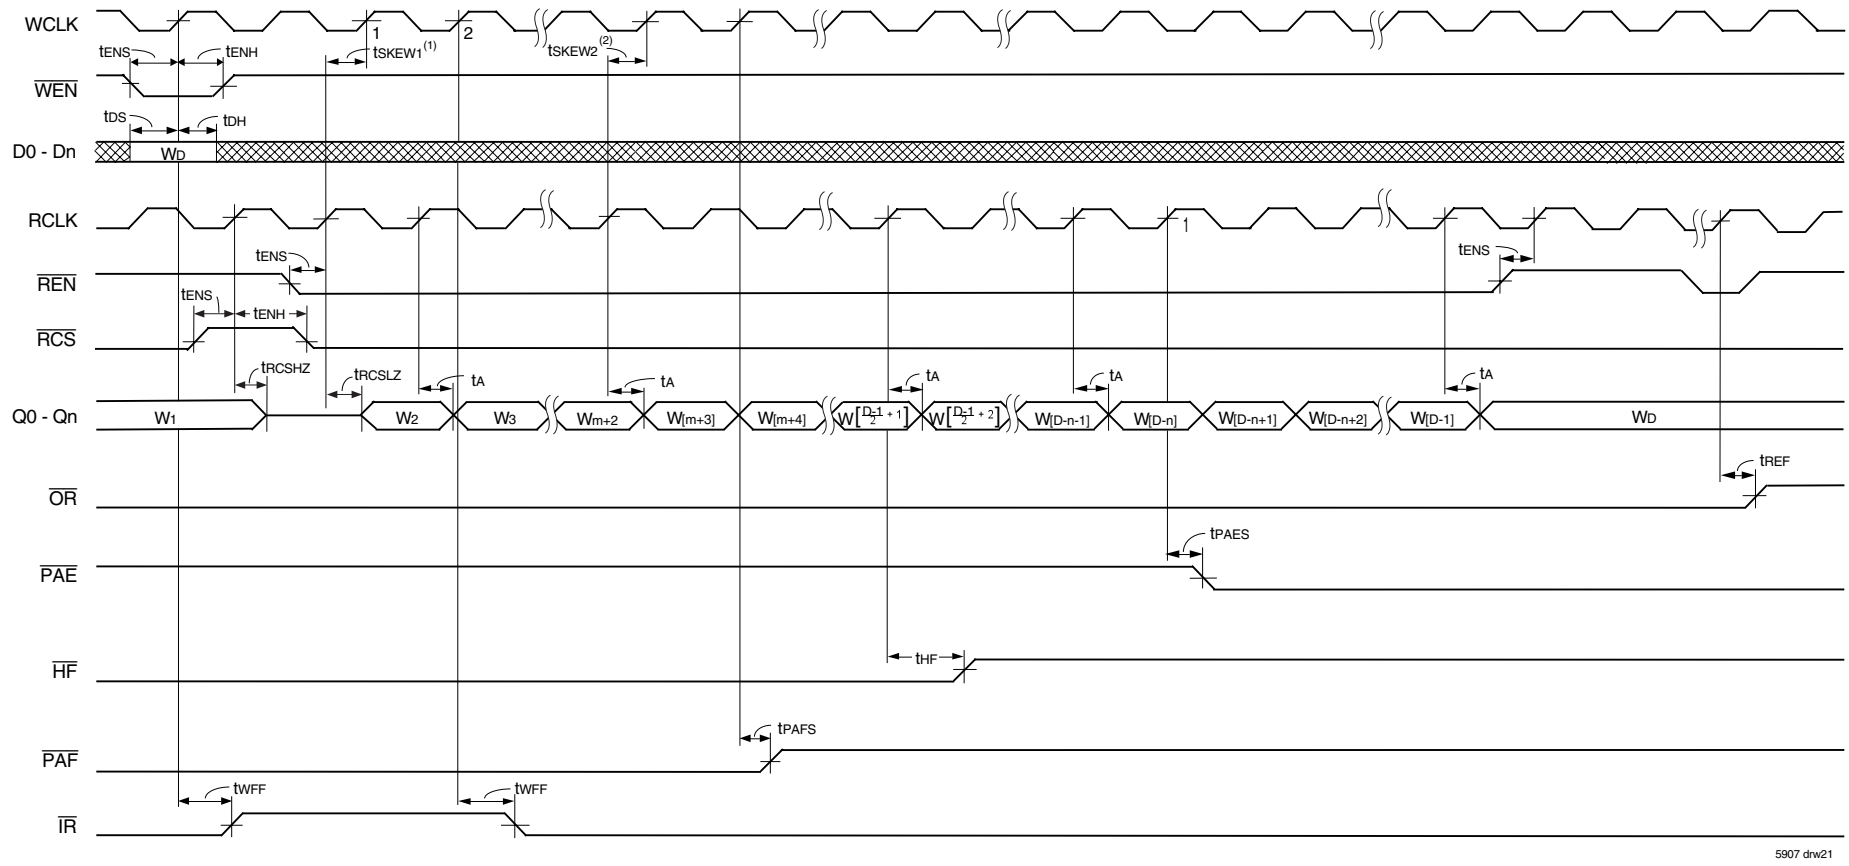 WCLK
1
2
tENS
tENH
tSKEW1(1)
tSKEW2(2)
WEN
tDS
tDH
D0 - Dn
WD
RCLK
1
tENS
tENS
REN
tENS
tENH
RCS
tRCSHZ
tRCSLZ
tA
tA
tA
tA
tA
Q0 - Qn
W1
W2
W3
Wm+2
W[m+3]
W[m+4]
W[D-1/2 + 1]
W[D-1/2 + 2]
W[D-n-1]
W[D-n]
W[D-n+1]
W[D-n+2]
W[D-1]
WD
tREF
OR
tPAES
PAE
tHF
HF
tPAFS
PAF
tWFF
tWFF
IR
5907 drw21